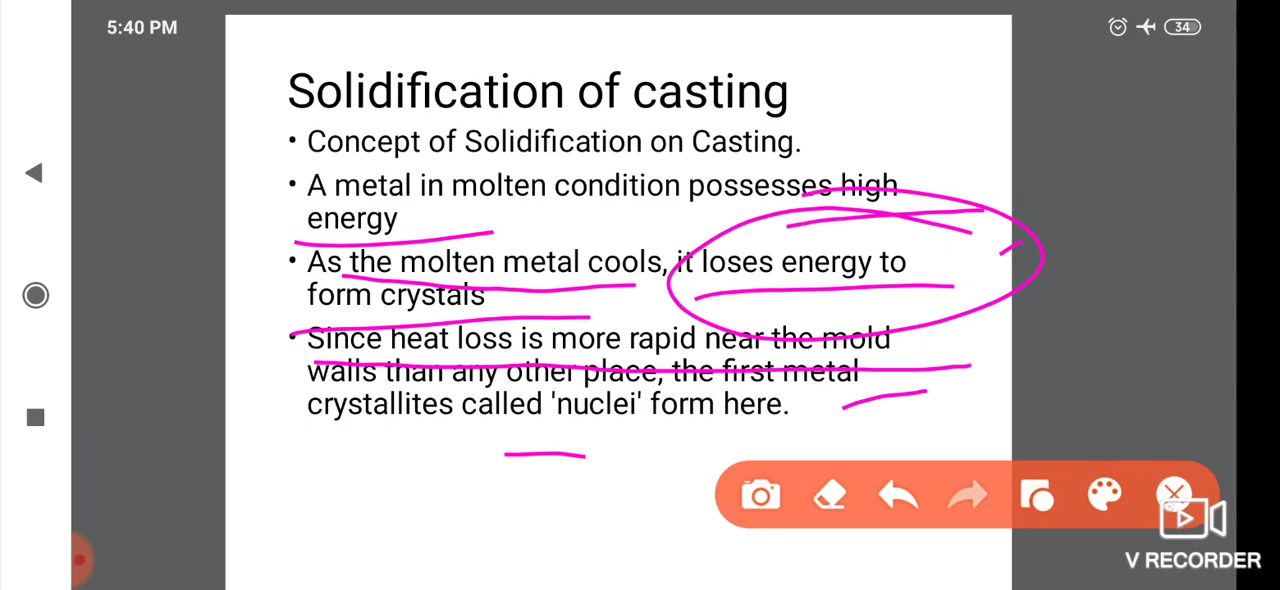 5:40 PM
34
Solidification of casting
• Concept of Solidification on Casting.
• A metal in molten condition possesses high
energy
• As the molten metal cools, it loses energy to
form crystals
• Since heat loss is more rapid near the mold
walls than any other place, the first metal
crystallites called 'nuclei' form here.
V RECORDER